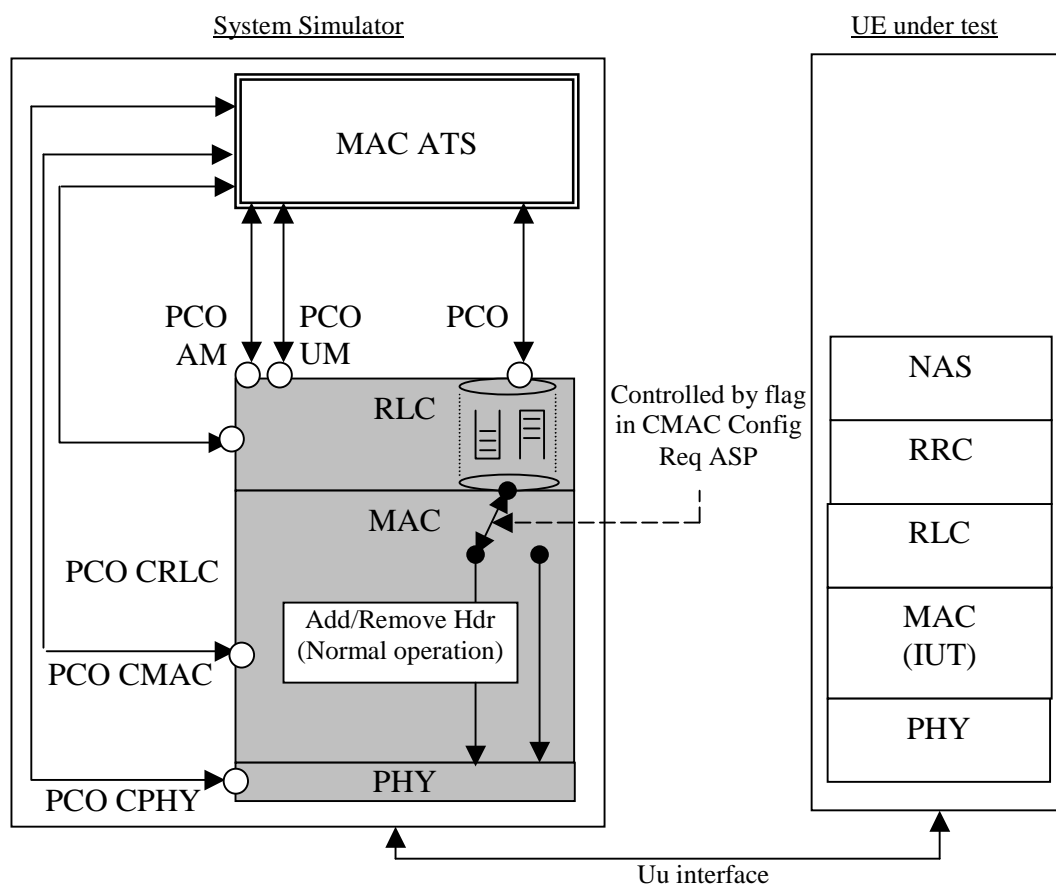 System Simulator
UE under test
MAC ATS
PCO
AM
PCO
UM
PCO
RLC
Controlled by flag
in CMAC Config
Req ASP
MAC
PCO CRLC
Add/Remove Hdr
(Normal operation)
PCO CMAC
PHY
PCO CPHY
NAS
RRC
RLC
MAC
(IUT)
PHY
Uu interface